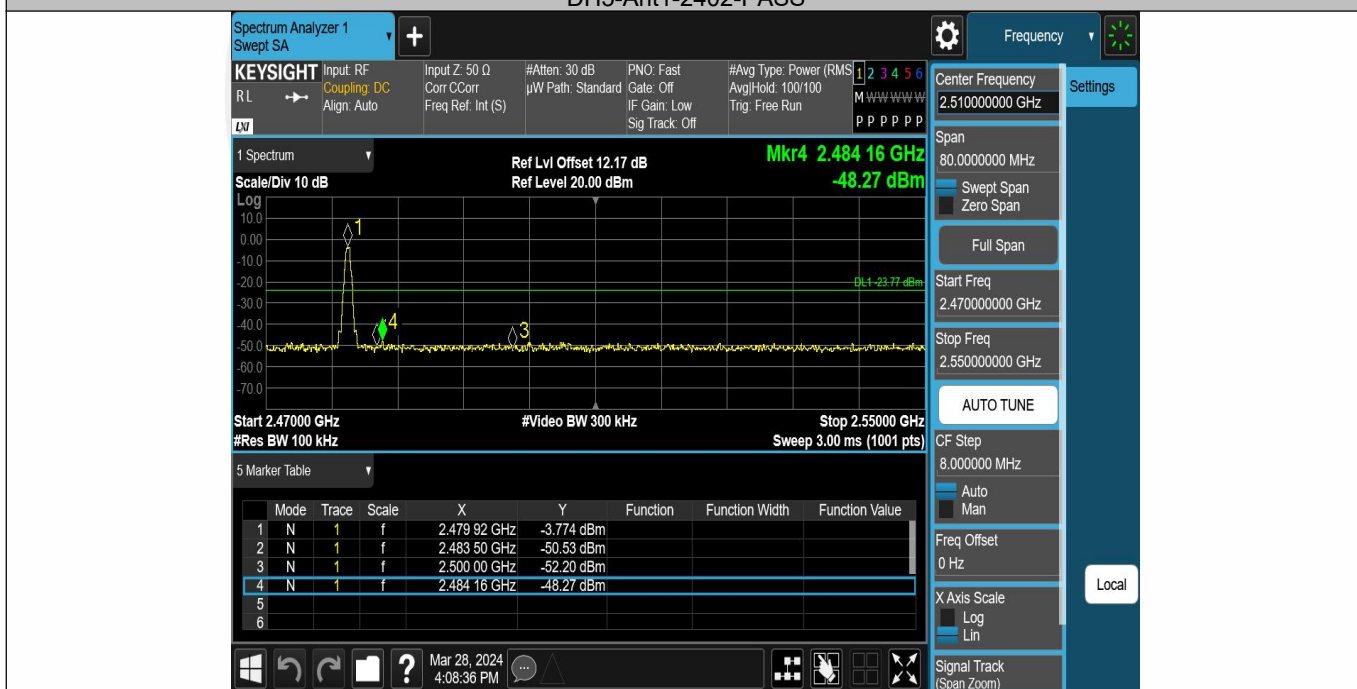 DH5-Ant1-2402-PASS
Spectrum Analyzer 1
Swept SA
Frequency
KEYSIGHT
RL
LXI
Input: RF
Coupling: DC
Align: Auto
Input Z: 50 Ω
Corr CCorr
Freq Ref: Int (S)
#Atten: 30 dB
µW Path: Standard
PNO: Fast
Gate: Off
IF Gain: Low
Sig Track: Off
#Avg Type: Power (RMS
Avg|Hold: 100/100
Trig: Free Run
1 2 3 4 5 6
M W W W W W
P P P P P P
1 Spectrum
Scale/Div 10 dB
Ref Lvl Offset 12.17 dB
Ref Level 20.00 dBm
Mkr4 2.484 16 GHz
-48.27 dBm
Log
10.0
0.00
-10.0
-20.0
-30.0
-40.0
-50.0
-60.0
-70.0
1
4
3
DL1 -23.77 dBm
Start 2.47000 GHz
#Video BW 300 kHz
Stop 2.55000 GHz
#Res BW 100 kHz
Sweep 3.00 ms (1001 pts)
5 Marker Table
Mode Trace Scale X Y Function Function Width Function Value
1 N 1 f 2.479 92 GHz -3.774 dBm
2 N 1 f 2.483 50 GHz -50.53 dBm
3 N 1 f 2.500 00 GHz -52.20 dBm
4 N 1 f 2.484 16 GHz -48.27 dBm
5
6
?
Mar 28, 2024
4:08:36 PM
Center Frequency
2.510000000 GHz
Settings
Span
80.0000000 MHz
Swept Span
Zero Span
Full Span
Start Freq
2.470000000 GHz
Stop Freq
2.550000000 GHz
AUTO TUNE
CF Step
8.000000 MHz
Auto
Man
Freq Offset
0 Hz
Local
X Axis Scale
Log
Lin
Signal Track
(Span Zoom)